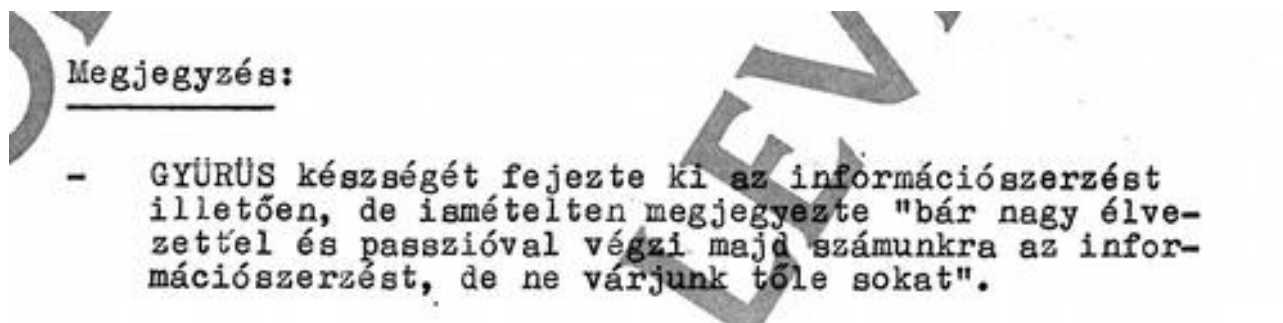 Megjegyzés:
- GYÜRÜS készségét fejezte ki az információszerzést
illetően, de ismételten megjegyezte "bár nagy élve-
zettel és passzióval végzi majd számunkra az infor-
mációszerzést, de ne várjunk tőle sokat".